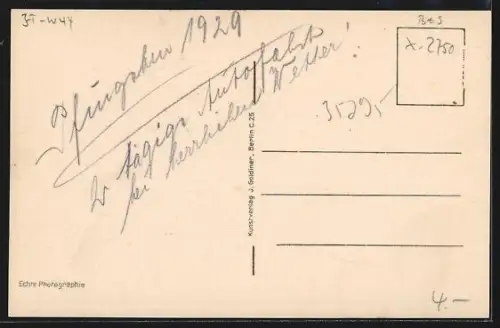 37-W44
B&S
x-2750
35295
Pfingsten 1929
2 tägige Autofahrt
bei herrlichem Wetter!
Kunstverlag J. Goldiner, Berlin C. 25
Echte Photographie
4.-